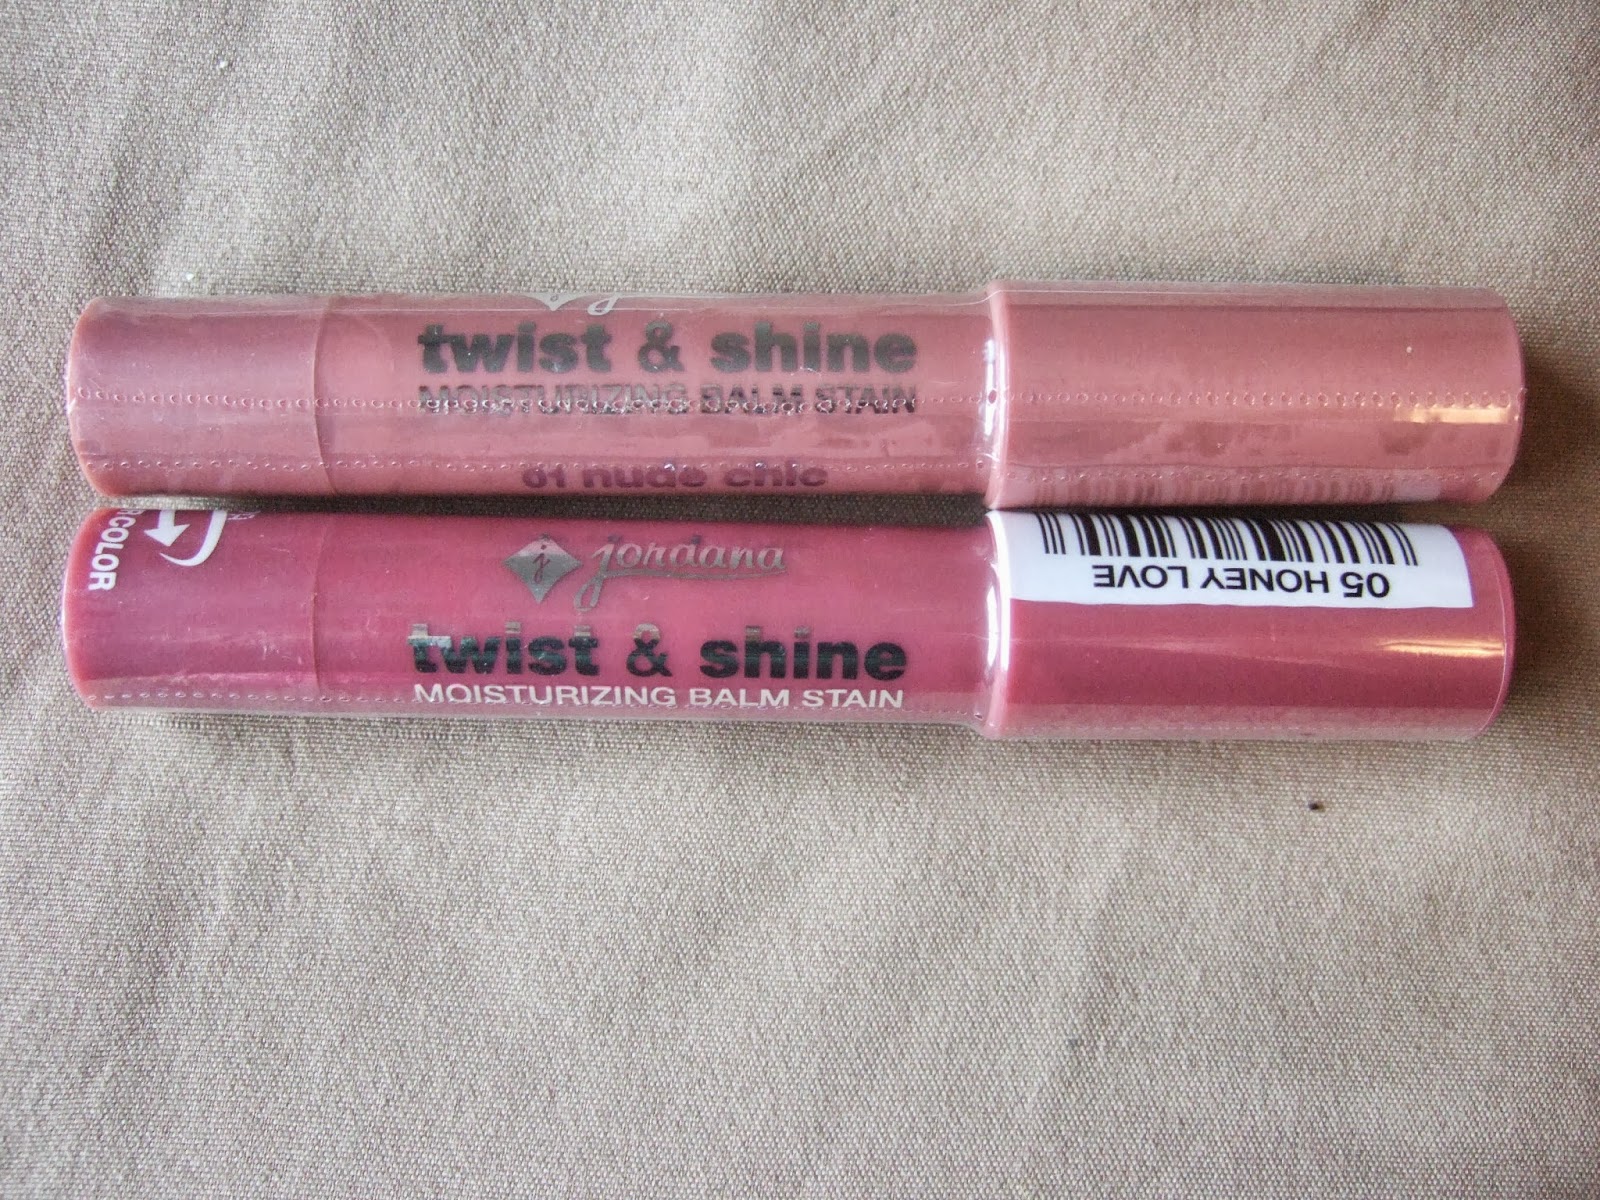 twist & shine
MOISTURIZING BALM STAIN
01 nude chic
COLOR
j jordana
twist & shine
MOISTURIZING BALM STAIN
05 HONEY LOVE